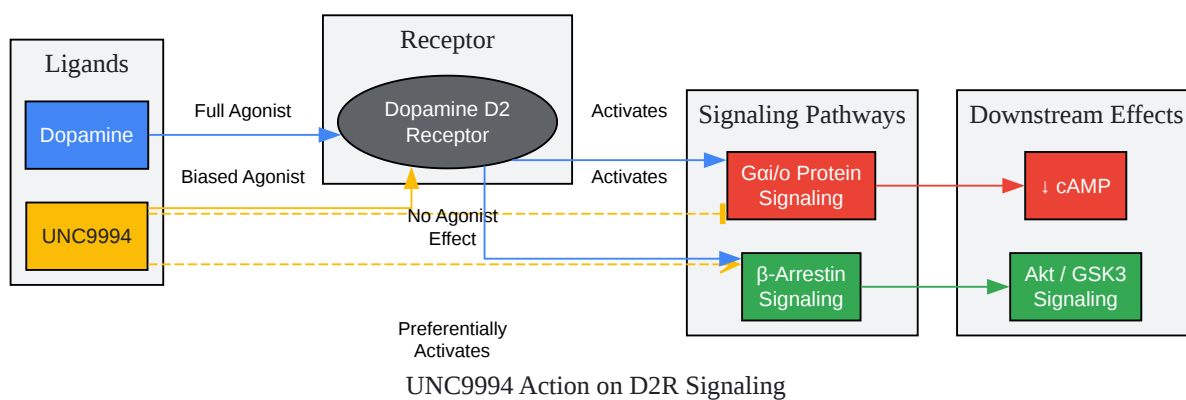 Ligands
Dopamine
UNC9994
Full Agonist
Biased Agonist
Receptor
Dopamine D2
Receptor
No Agonist
Effect
Preferentially
Activates
Activates
Activates
Signaling Pathways
Gαi/o Protein
Signaling
β-Arrestin
Signaling
Downstream Effects
↓ cAMP
Akt / GSK3
Signaling
UNC9994 Action on D2R Signaling